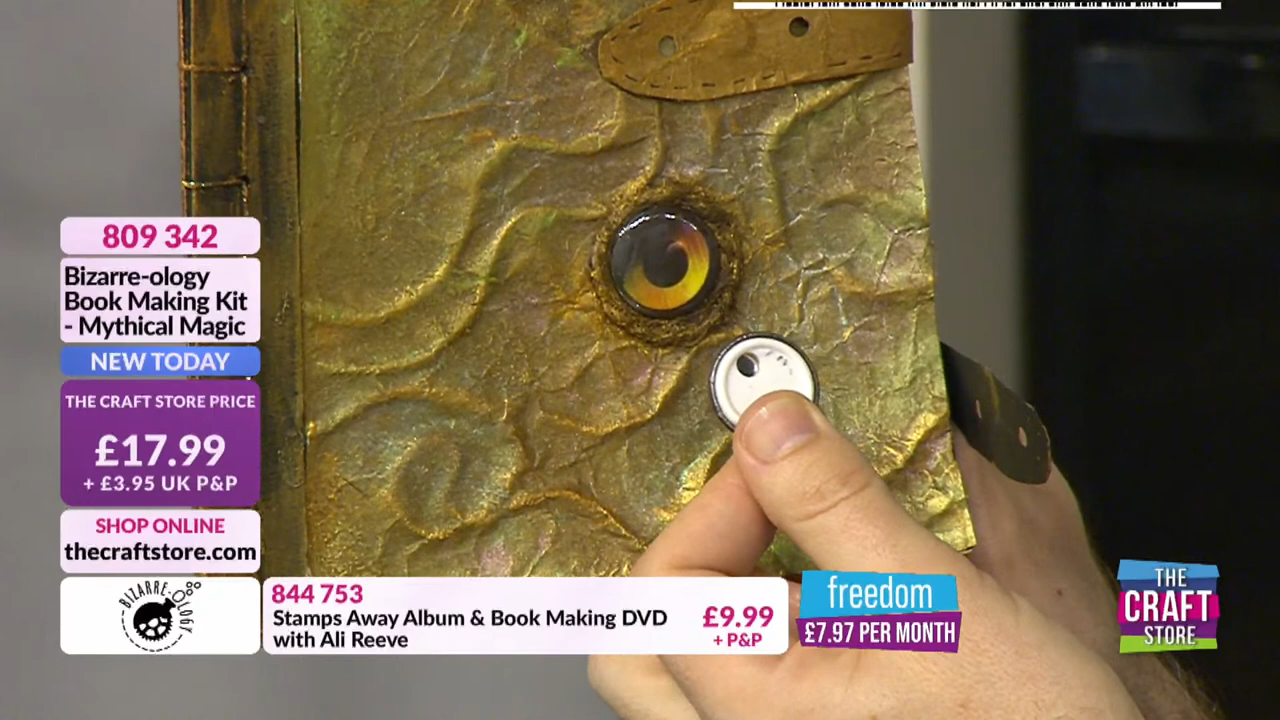 809 342
Bizarre-ology
Book Making Kit
- Mythical Magic
NEW TODAY
THE CRAFT STORE PRICE
£17.99
+ £3.95 UK P&P
SHOP ONLINE
thecraftstore.com
BIZARRE-OLOGY
844 753
Stamps Away Album & Book Making DVD
with Ali Reeve
£9.99
+ P&P
freedom
£7.97 PER MONTH
THE
CRAFT
STORE